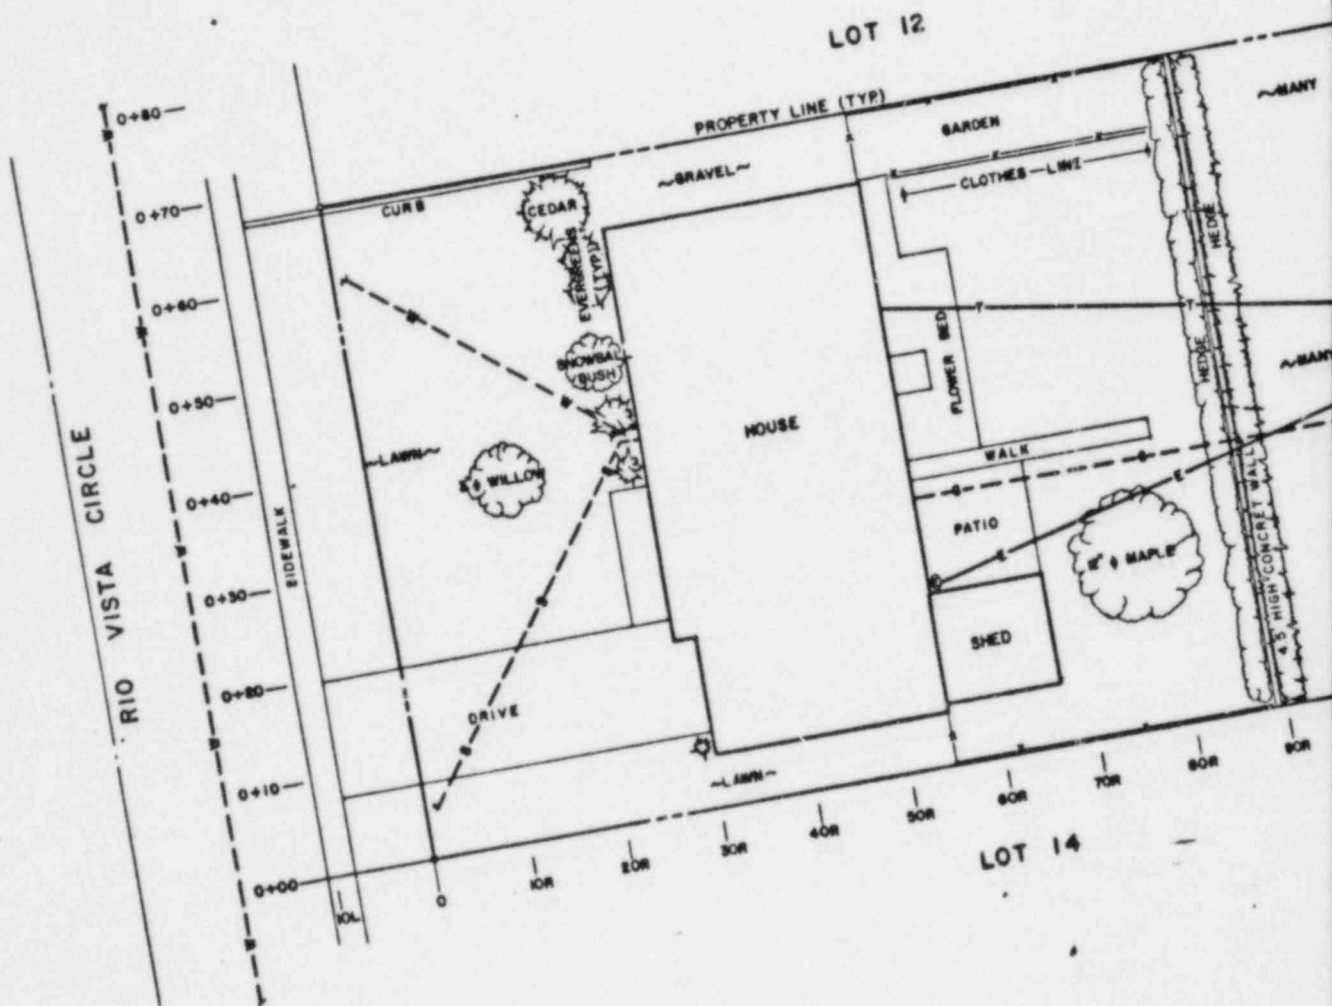 LOT 12
0+80
PROPERTY LINE (TYP.)
GARDEN
~MANY
~GRAVEL~
CLOTHES-LINE
0+70
CURB
CEDAR
EVERGREENS
(TYP.)
HEDGE
0+60
W
W
T
T
SNOWBAL
BUSH
FLOWER BED
HEDGE
~MANY
0+50
W
HOUSE
RIO VISTA CIRCLE
~LAWN~
WILLOW
WALK
0+40
PATIO
MAPLE
4.5' HIGH CONCRET WALL
SIDEWALK
0+30
SHED
0+20
DRIVE
0+10
~LAWN~
0+00
10L
0
10R
20R
30R
40R
50R
60R
70R
80R
90R
LOT 14